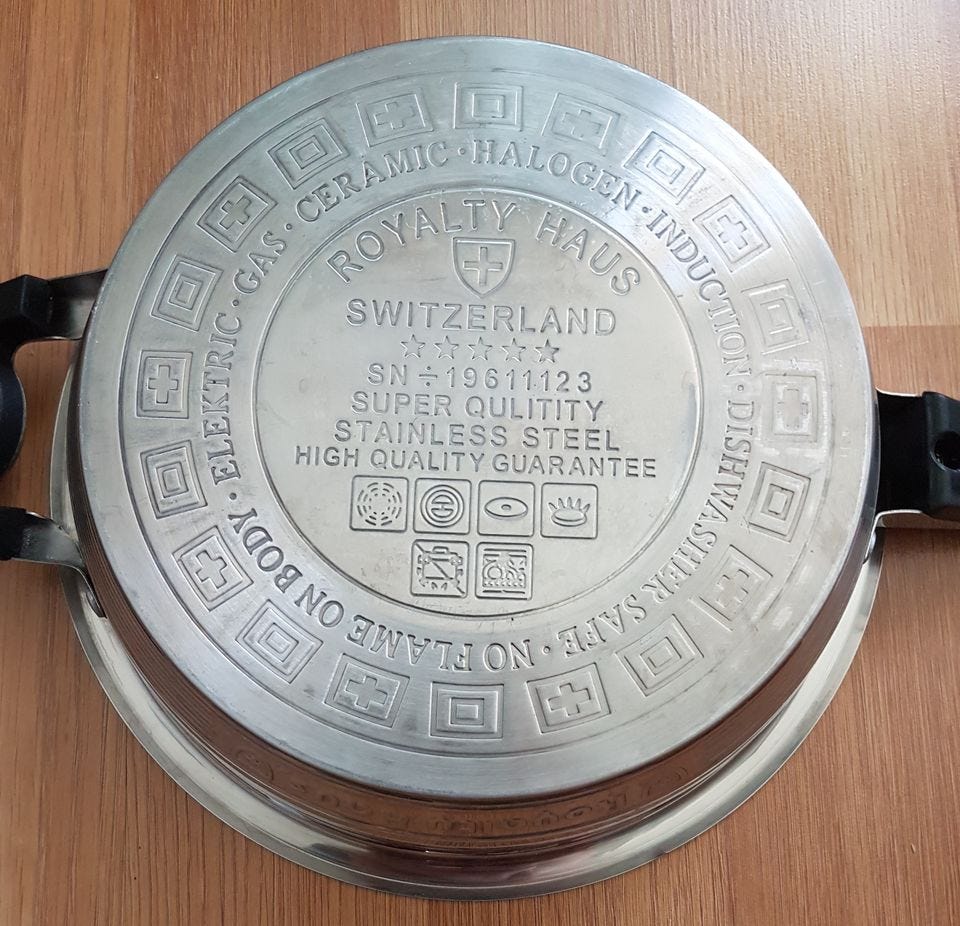 ROYALTY HAUS
SWITZERLAND
SN÷19611123
SUPER QULITITY
STAINLESS STEEL
HIGH QUALITY GUARANTEE
ELEKTRIC · GAS · CERAMIC · HALOGEN · INDUCTION · DISHWASHER SAFE · NO FLAME ON BODY ·